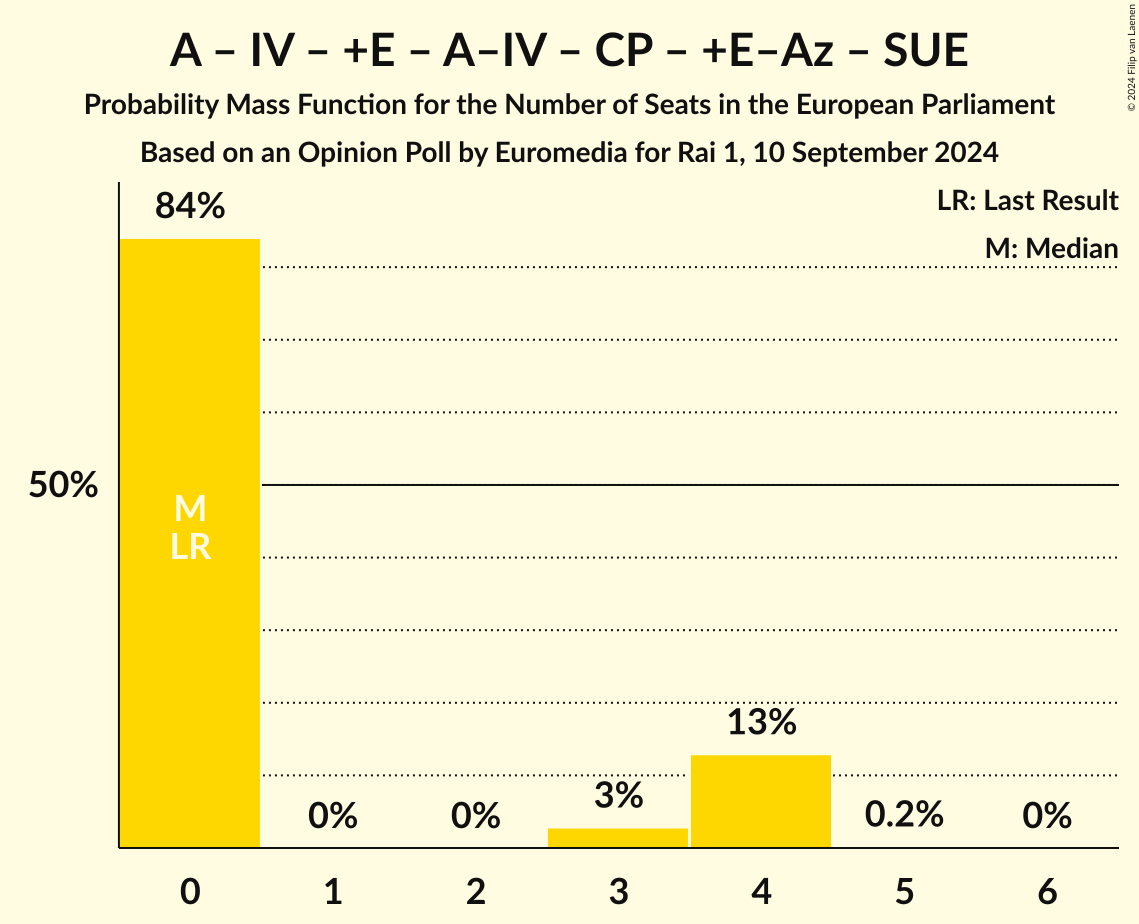 A – IV – +E – A–IV – CP – +E–Az – SUE
Probability Mass Function for the Number of Seats in the European Parliament
Based on an Opinion Poll by Euromedia for Rai 1, 10 September 2024
© 2024 Filip van Laenen
LR: Last Result
M: Median
84%
50%
M
LR
0%
0%
3%
13%
0.2%
0%
0
1
2
3
4
5
6